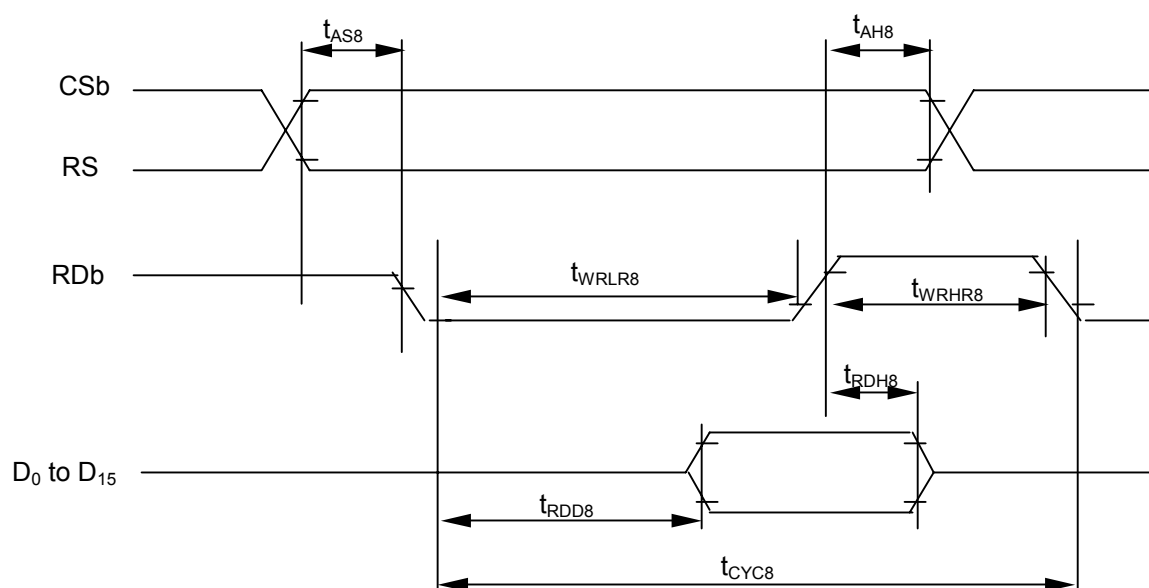 tAS8
tAH8
CSb
RS
RDb
tWRLR8
tWRHR8
tRDH8
D0 to D15
tRDD8
tCYC8